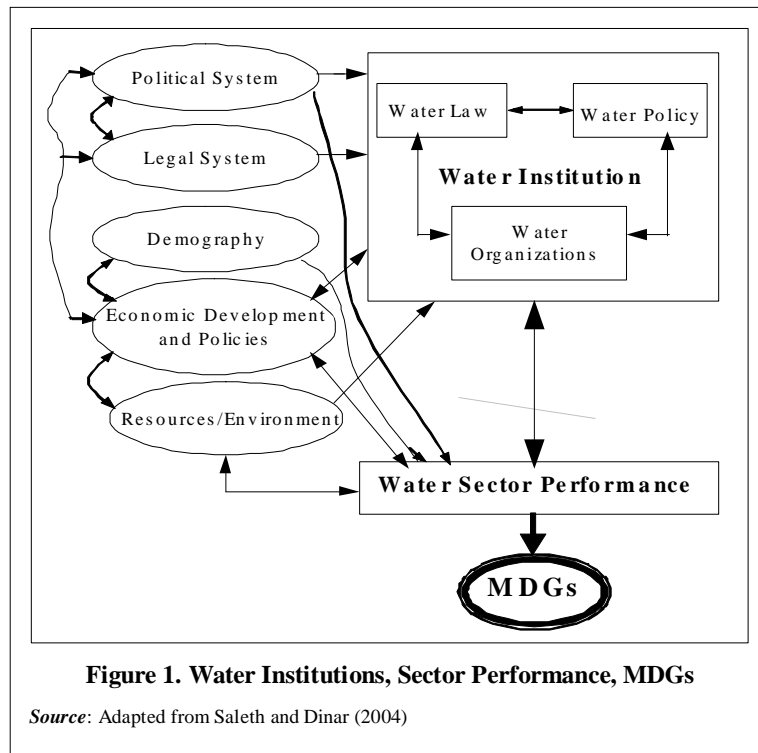 Political System
Legal System
Demography
Economic Development
and Policies
Resources/Environment
Water Law
Water Policy
Water Institution
Water
Organizations
Water Sector Performance
MDGs
Figure 1. Water Institutions, Sector Performance, MDGs
Source: Adapted from Saleth and Dinar (2004)